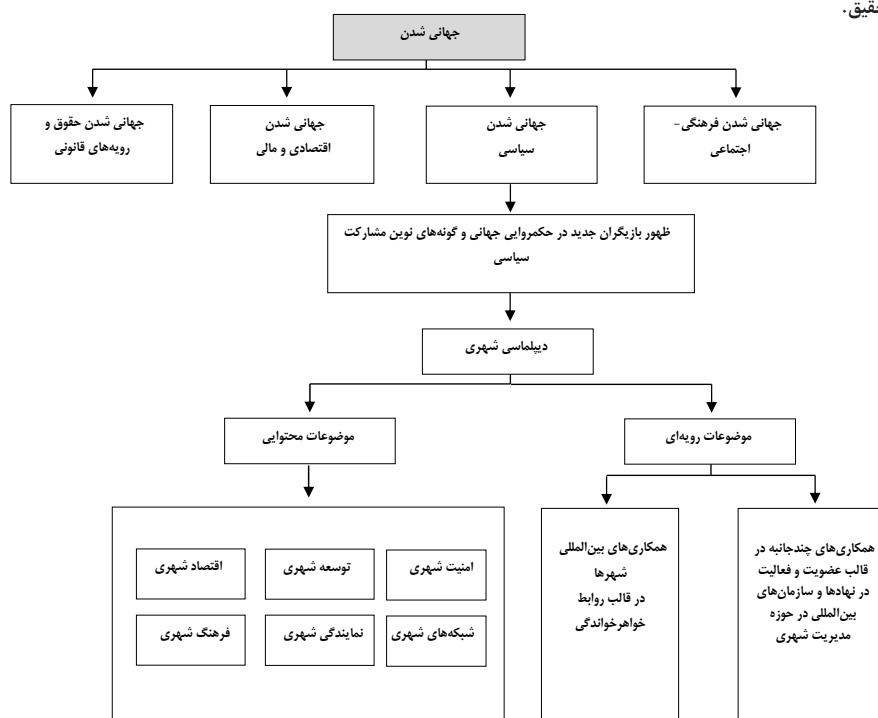 حقیق.
جهانی شدن
جهانی شدن فرهنگی-
اجتماعی
جهانی شدن
سیاسی
جهانی شدن
اقتصادی و مالی
جهانی شدن حقوق و
رویه‌های قانونی
ظهور بازیگران جدید در حکمروایی جهانی و گونه‌های نوین مشارکت
سیاسی
دیپلماسی شهری
موضوعات رویه‌ای
موضوعات محتوایی
همکاری‌های چندجانبه در
قالب عضویت و فعالیت
در نهادها و سازمان‌های
بین‌المللی در حوزه
مدیریت شهری
همکاری‌های بین‌المللی
شهرها
در قالب روابط
خواهرخواندگی
امنیت شهری
توسعه شهری
اقتصاد شهری
شبکه‌های شهری
نمایندگی شهری
فرهنگ شهری